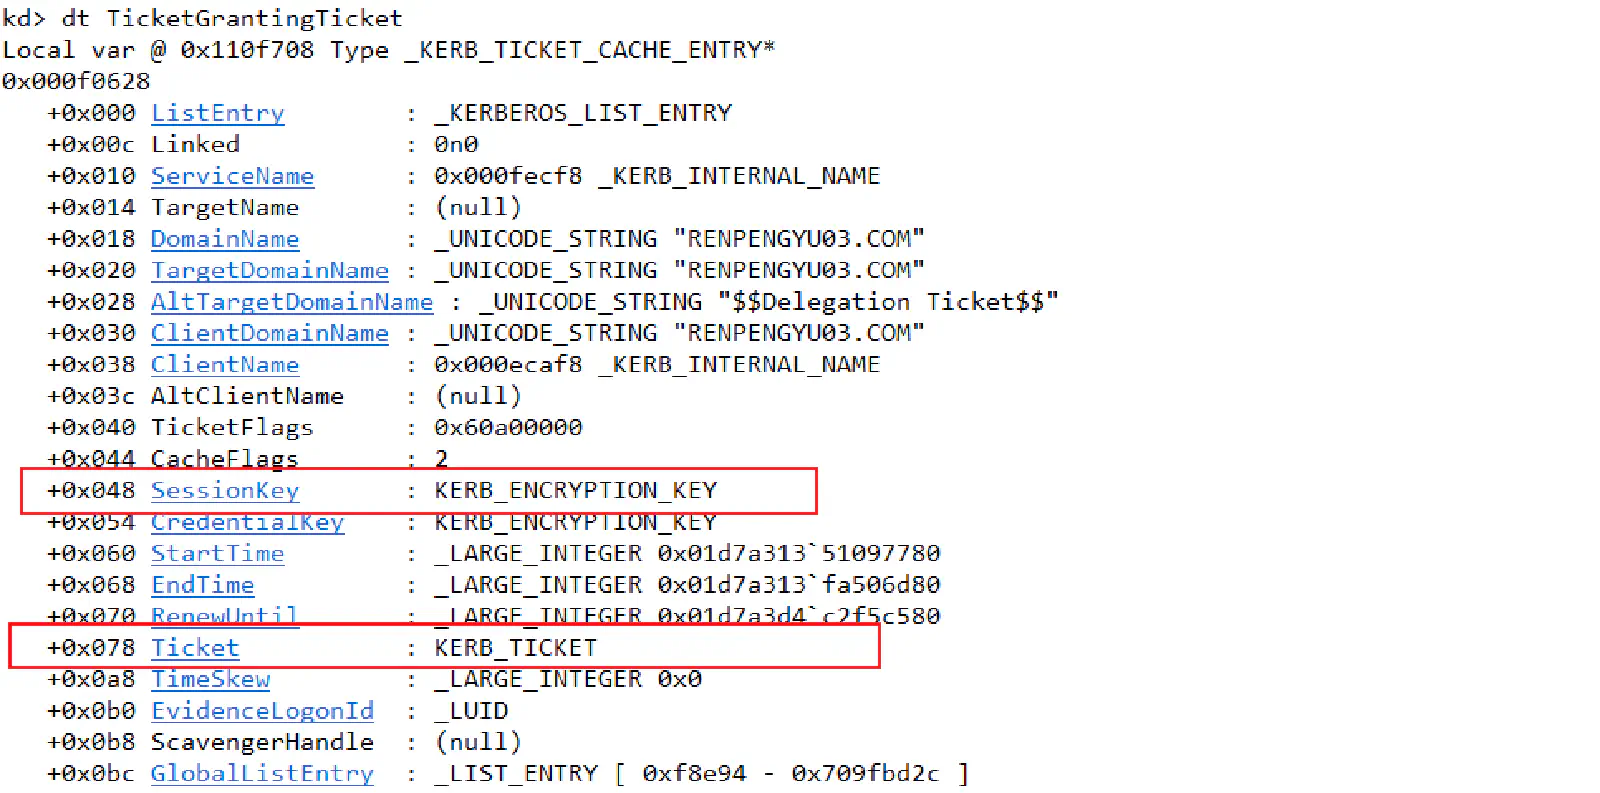 kd> dt TicketGrantingTicket
Local var @ 0x110f708 Type _KERB_TICKET_CACHE_ENTRY*
0x000f0628
+0x000 ListEntry : _KERBEROS_LIST_ENTRY
+0x00c Linked : 0n0
+0x010 ServiceName : 0x000fecf8 _KERB_INTERNAL_NAME
+0x014 TargetName : (null)
+0x018 DomainName : _UNICODE_STRING "RENPENGYU03.COM"
+0x020 TargetDomainName : _UNICODE_STRING "RENPENGYU03.COM"
+0x028 AltTargetDomainName : _UNICODE_STRING "$$Delegation Ticket$$"
+0x030 ClientDomainName : _UNICODE_STRING "RENPENGYU03.COM"
+0x038 ClientName : 0x000ecaf8 _KERB_INTERNAL_NAME
+0x03c AltClientName : (null)
+0x040 TicketFlags : 0x60a00000
+0x044 CacheFlags : 2
+0x048 SessionKey : KERB_ENCRYPTION_KEY
+0x054 CredentialKey : KERB_ENCRYPTION_KEY
+0x060 StartTime : _LARGE_INTEGER 0x01d7a313`51097780
+0x068 EndTime : _LARGE_INTEGER 0x01d7a313`fa506d80
+0x070 RenewUntil : _LARGE_INTEGER 0x01d7a3d4`c2f5c580
+0x078 Ticket : KERB_TICKET
+0x0a8 TimeSkew : _LARGE_INTEGER 0x0
+0x0b0 EvidenceLogonId : _LUID
+0x0b8 ScavengerHandle : (null)
+0x0bc GlobalListEntry : _LIST_ENTRY [ 0xf8e94 - 0x709fbd2c ]